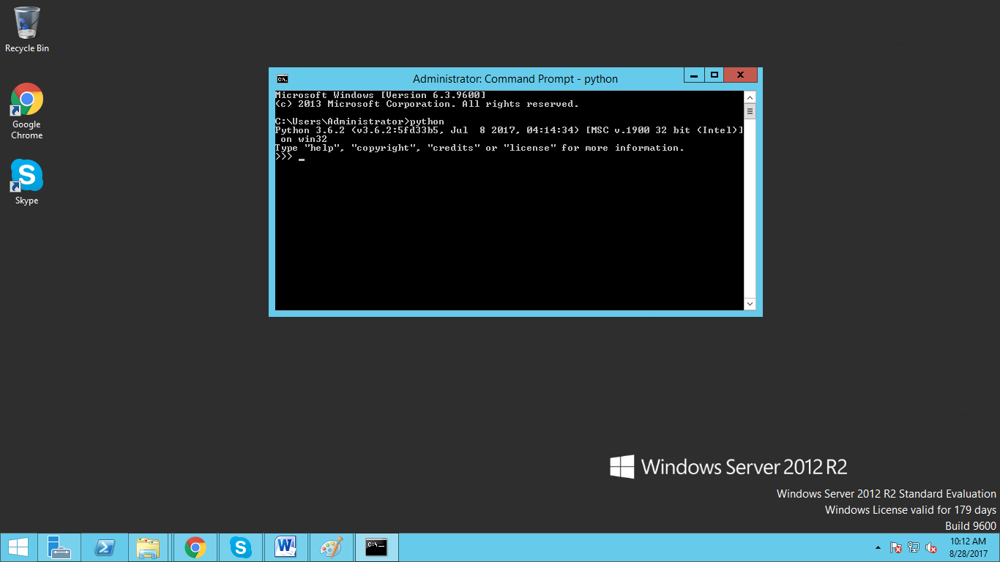 Recycle Bin
Google
Chrome
Skype
Administrator: Command Prompt - python
Microsoft Windows [Version 6.3.9600]
(c) 2013 Microsoft Corporation. All rights reserved.
C:\Users\Administrator>python
Python 3.6.2 (v3.6.2:5fd33b5, Jul  8 2017, 04:14:34) [MSC v.1900 32 bit (Intel)]
on win32
Type "help", "copyright", "credits" or "license" for more information.
>>> _
Windows Server 2012 R2
Windows Server 2012 R2 Standard Evaluation
Windows License valid for 179 days
Build 9600
10:12 AM
8/28/2017